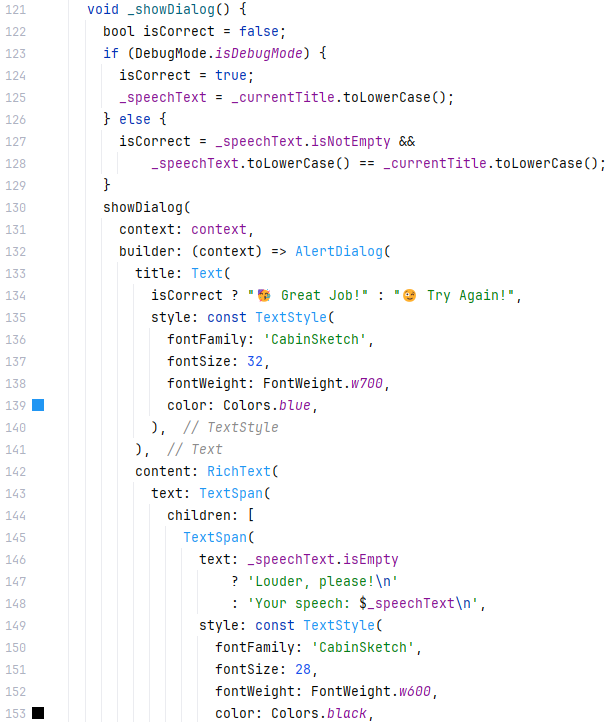 121 void _showDialog() {
122 bool isCorrect = false;
123 if (DebugMode.isDebugMode) {
124 isCorrect = true;
125 _speechText = _currentTitle.toLowerCase();
126 } else {
127 isCorrect = _speechText.isNotEmpty &&
128 _speechText.toLowerCase() == _currentTitle.toLowerCase();
129 }
130 showDialog(
131 context: context,
132 builder: (context) => AlertDialog(
133 title: Text(
134 isCorrect ? "🥳 Great Job!" : "🤨 Try Again!",
135 style: const TextStyle(
136 fontFamily: 'CabinSketch',
137 fontSize: 32,
138 fontWeight: FontWeight.w700,
139 color: Colors.blue,
140 ), // TextStyle
141 ), // Text
142 content: RichText(
143 text: TextSpan(
144 children: [
145 TextSpan(
146 text: _speechText.isEmpty
147 ? 'Louder, please!\n'
148 : 'Your speech: $_speechText\n',
149 style: const TextStyle(
150 fontFamily: 'CabinSketch',
151 fontSize: 28,
152 fontWeight: FontWeight.w600,
153 color: Colors.black,